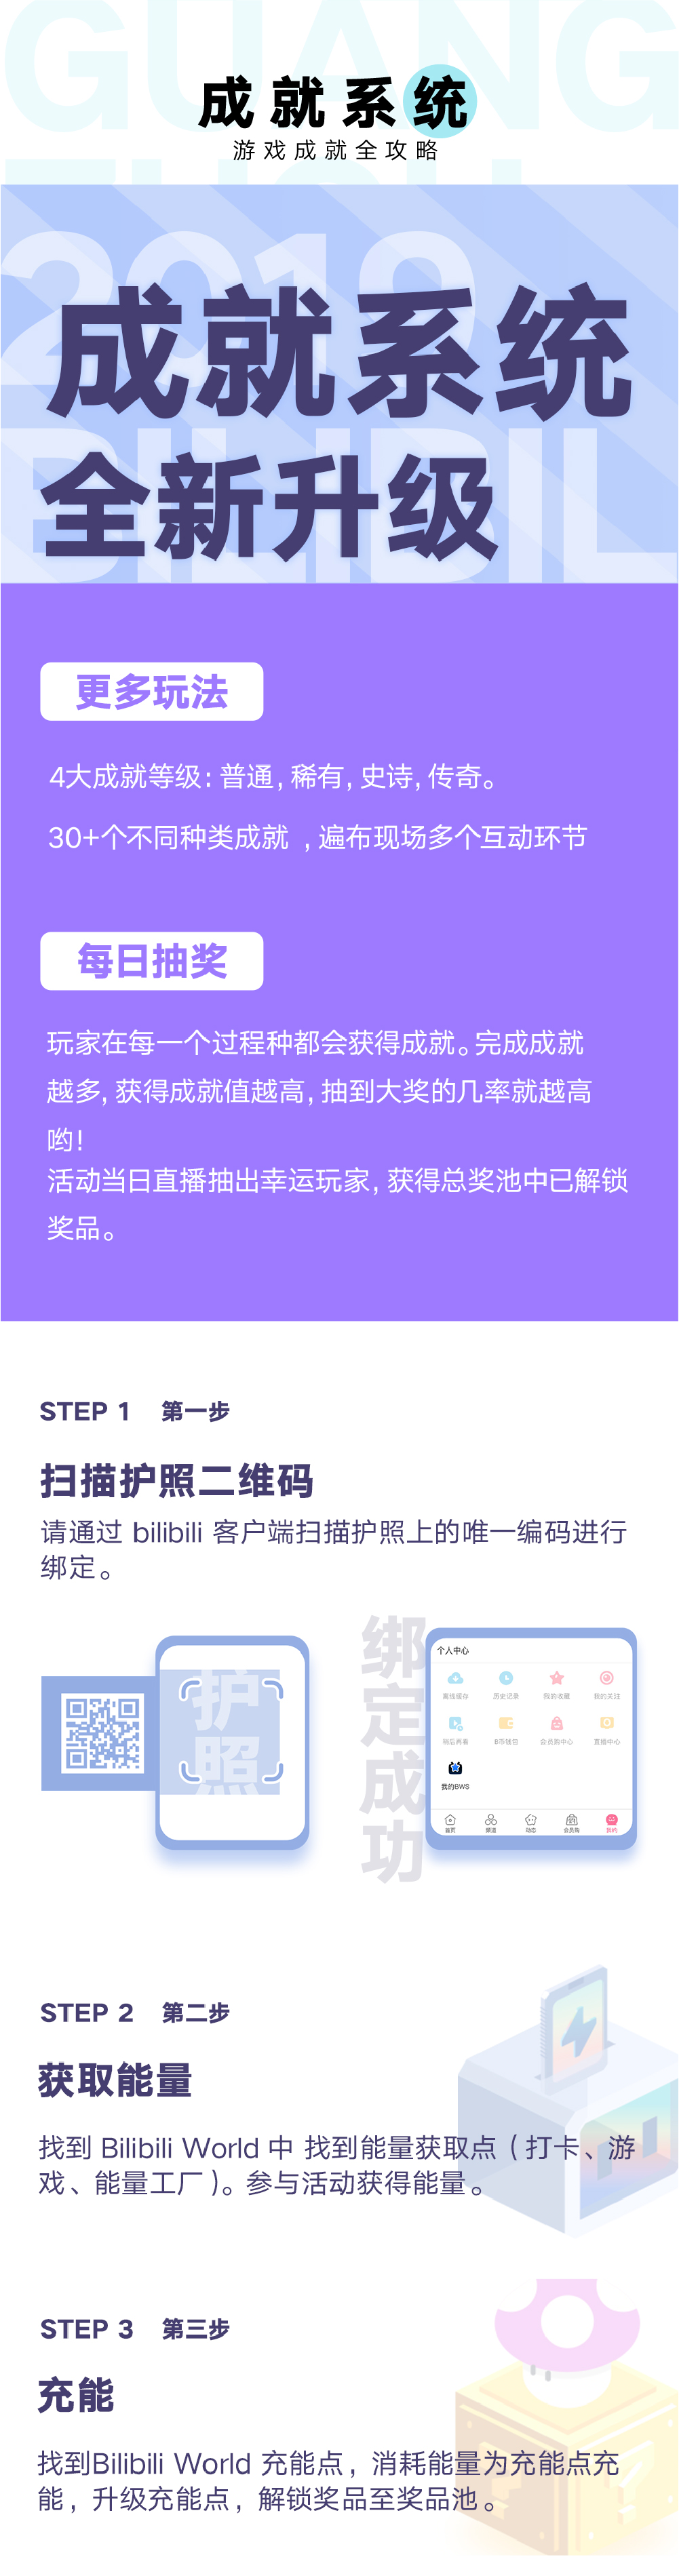 GUANG
成就系统
游戏成就全攻略
2019
成就系统
BILIBIL
全新升级
更多玩法
4大成就等级：普通，稀有，史诗，传奇。
30+个不同种类成就 ，遍布现场多个互动环节
每日抽奖
玩家在每一个过程种都会获得成就。完成成就
越多，获得成就值越高，抽到大奖的几率就越高
哟！
活动当日直播抽出幸运玩家，获得总奖池中已解锁
奖品。
STEP 1 第一步
扫描护照二维码
请通过 bilibili 客户端扫描护照上的唯一编码进行
绑定。
护照
绑定成功
个人中心
离线缓存 历史记录 我的收藏 我的关注
稍后再看 B币钱包 会员购中心 直播中心
我的BWS
首页 频道 动态 会员购 我的
STEP 2 第二步
获取能量
找到 Bilibili World 中 找到能量获取点（打卡、游
戏、能量工厂）。参与活动获得能量。
STEP 3 第三步
充能
找到Bilibili World 充能点，消耗能量为充能点充
能，升级充能点，解锁奖品至奖品池。